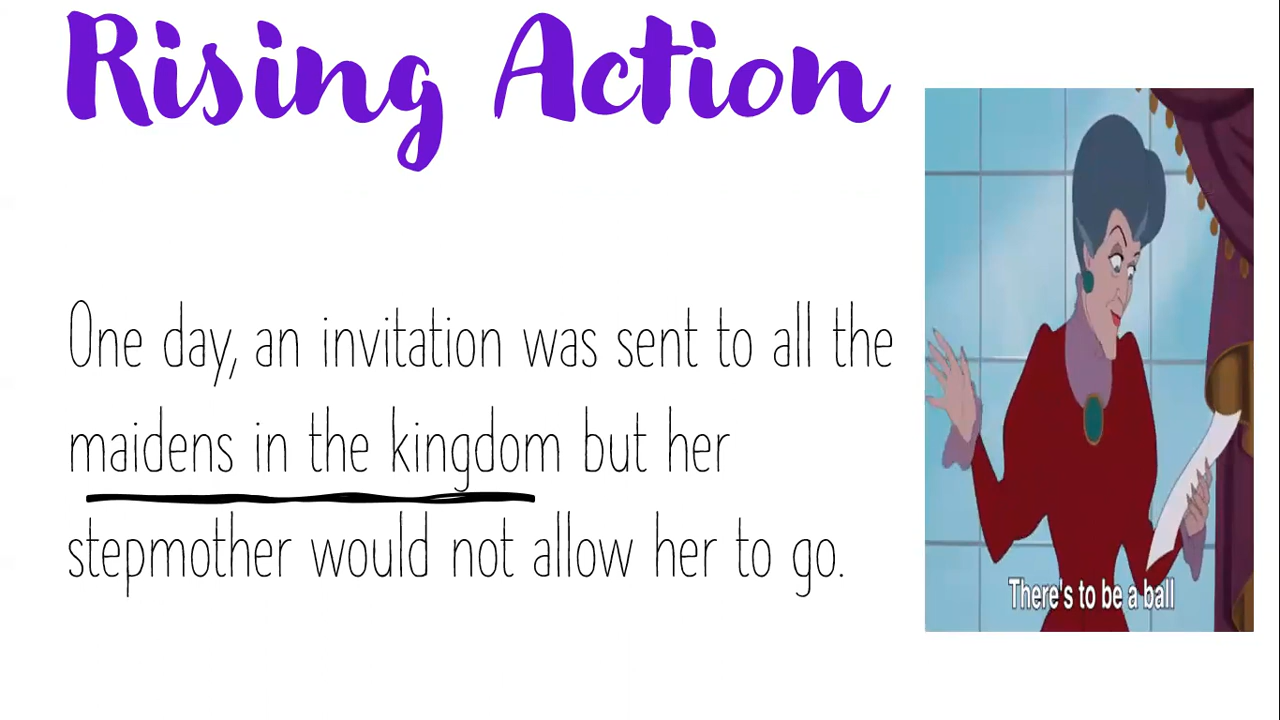 Rising Action
One day, an invitation was sent to all the
maidens in the kingdom but her
stepmother would not allow her to go.
There's to be a ball